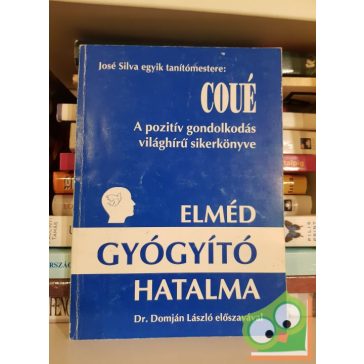 José Silva egyik tanítómestere:
COUÉ
A pozitív gondolkodás
világhírű sikerkönyve
ELMÉD
GYÓGYÍTÓ
HATALMA
Dr. Domján László előszavával